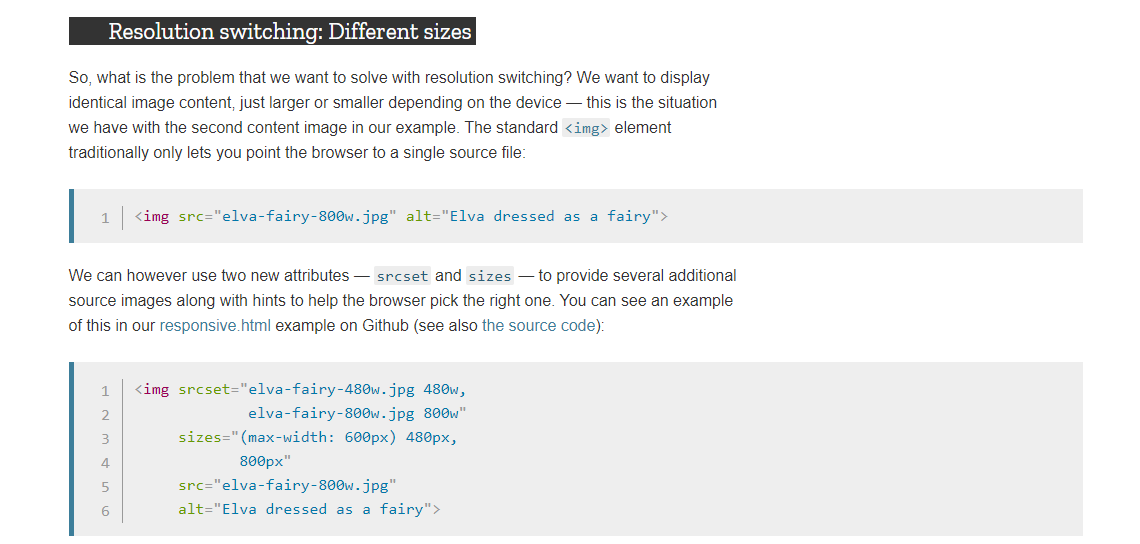 Resolution switching: Different sizes
So, what is the problem that we want to solve with resolution switching? We want to display
identical image content, just larger or smaller depending on the device — this is the situation
we have with the second content image in our example. The standard <img> element
traditionally only lets you point the browser to a single source file:
1 <img src="elva-fairy-800w.jpg" alt="Elva dressed as a fairy">
We can however use two new attributes — srcset and sizes — to provide several additional
source images along with hints to help the browser pick the right one. You can see an example
of this in our responsive.html example on Github (see also the source code):
1 <img srcset="elva-fairy-480w.jpg 480w,
2 elva-fairy-800w.jpg 800w"
3 sizes="(max-width: 600px) 480px,
4 800px"
5 src="elva-fairy-800w.jpg"
6 alt="Elva dressed as a fairy">